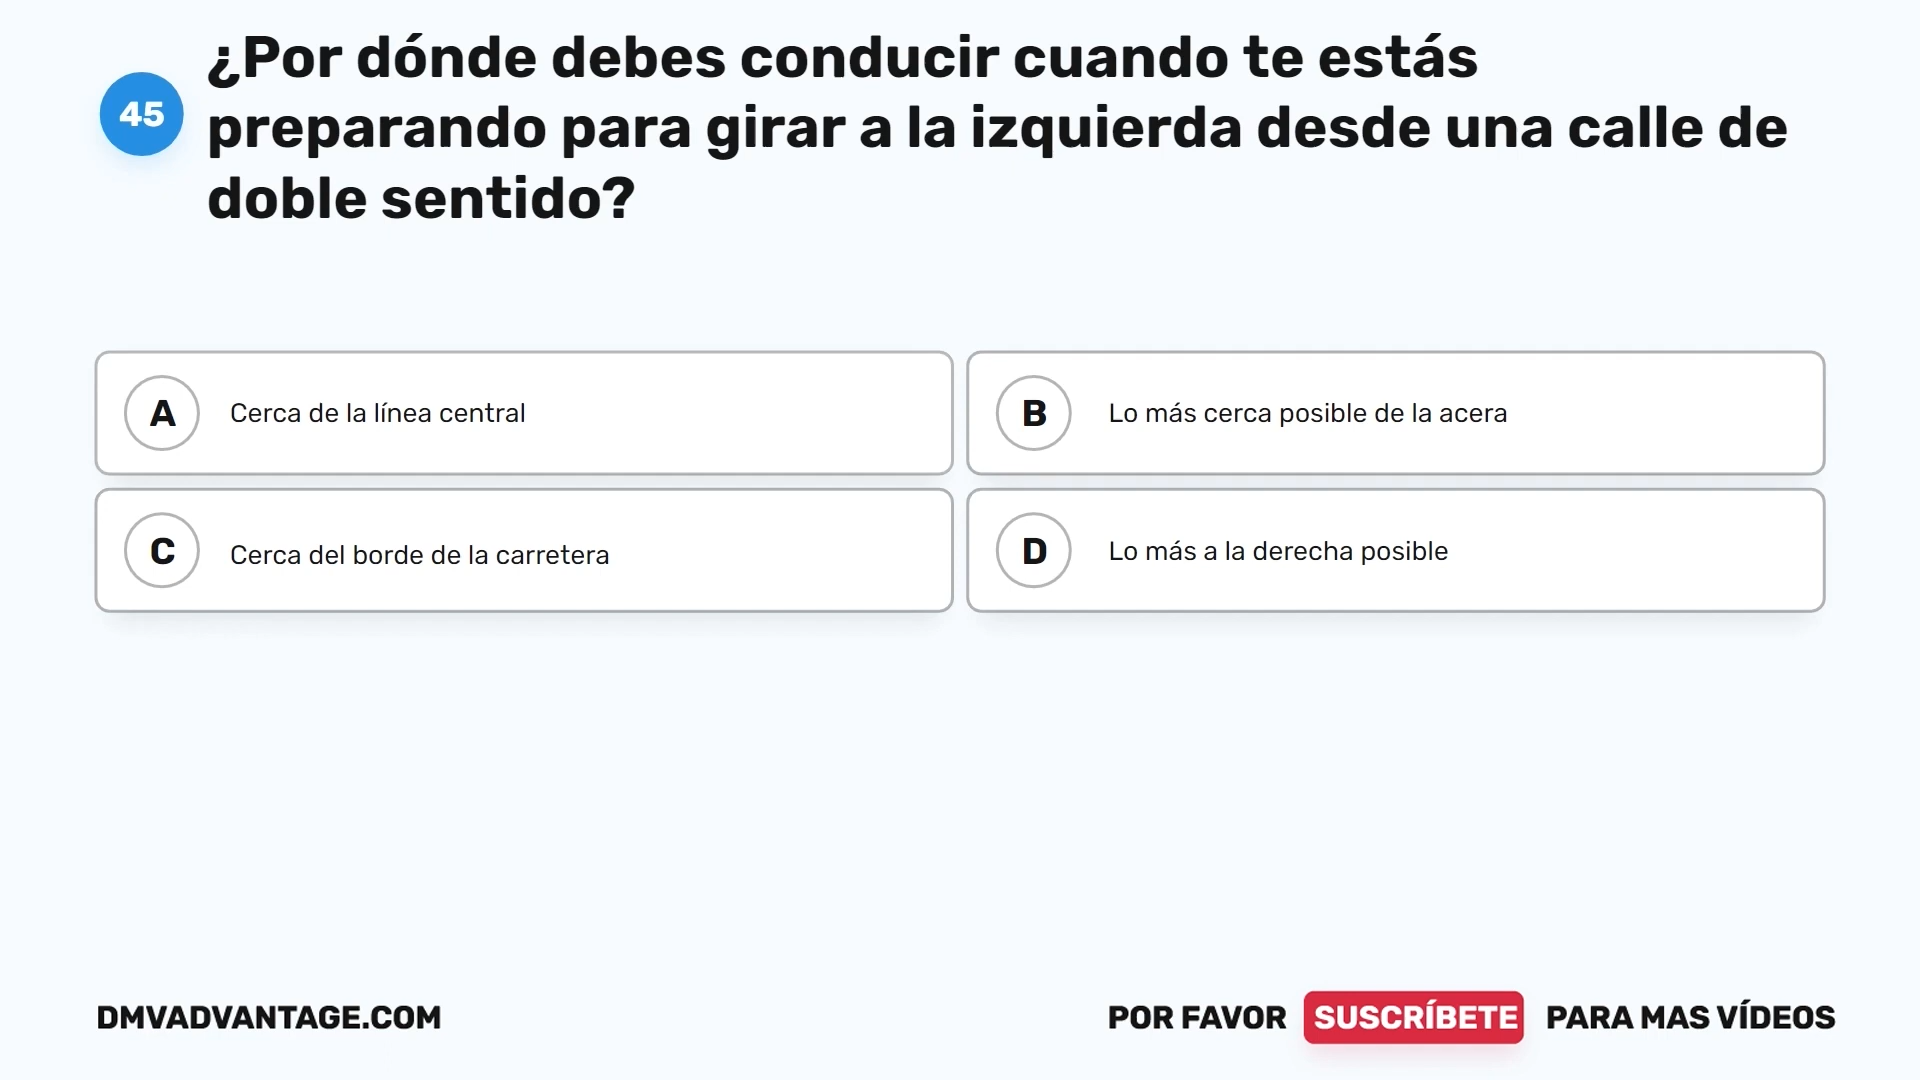 45
¿Por dónde debes conducir cuando te estás
preparando para girar a la izquierda desde una calle de
doble sentido?
A Cerca de la línea central
B Lo más cerca posible de la acera
C Cerca del borde de la carretera
D Lo más a la derecha posible
DMVADVANTAGE.COM
POR FAVOR SUSCRÍBETE PARA MAS VÍDEOS